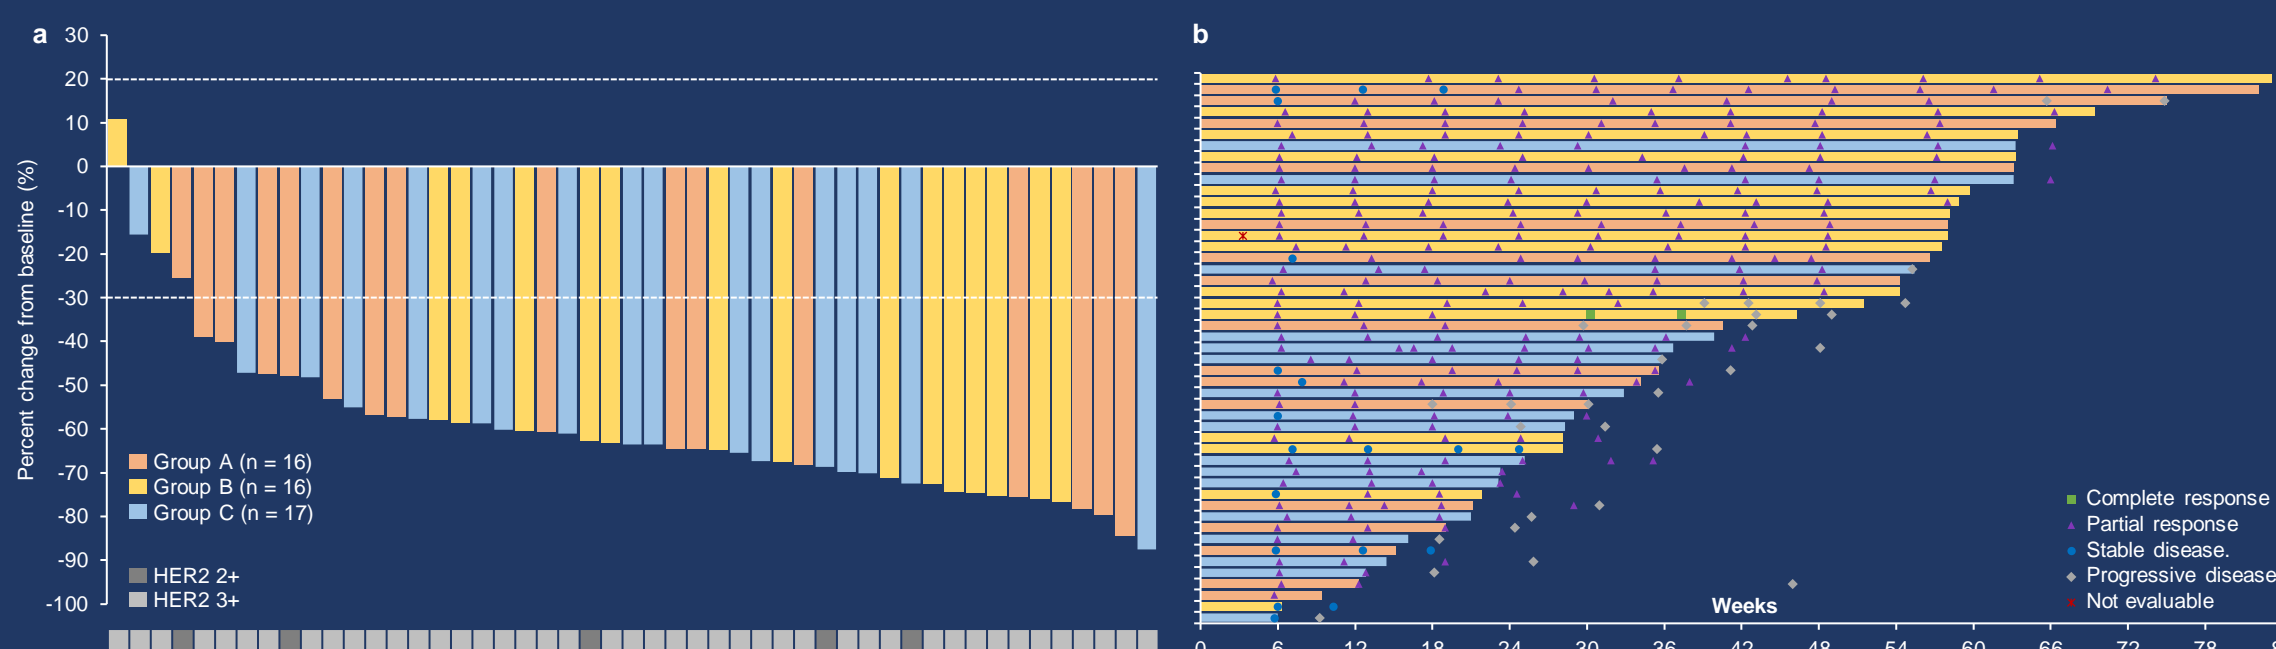 a
30
20
10
0
-10
-20
-30
-40
-50
-60
-70
-80
-90
-100
Percent change from baseline (%)
Group A (n = 16)
Group B (n = 16)
Group C (n = 17)
HER2 2+
HER2 3+
b
Complete response
Partial response
Stable disease.
Progressive disease
Not evaluable
Weeks
0 6 12 18 24 30 36 42 48 54 60 66 72 78